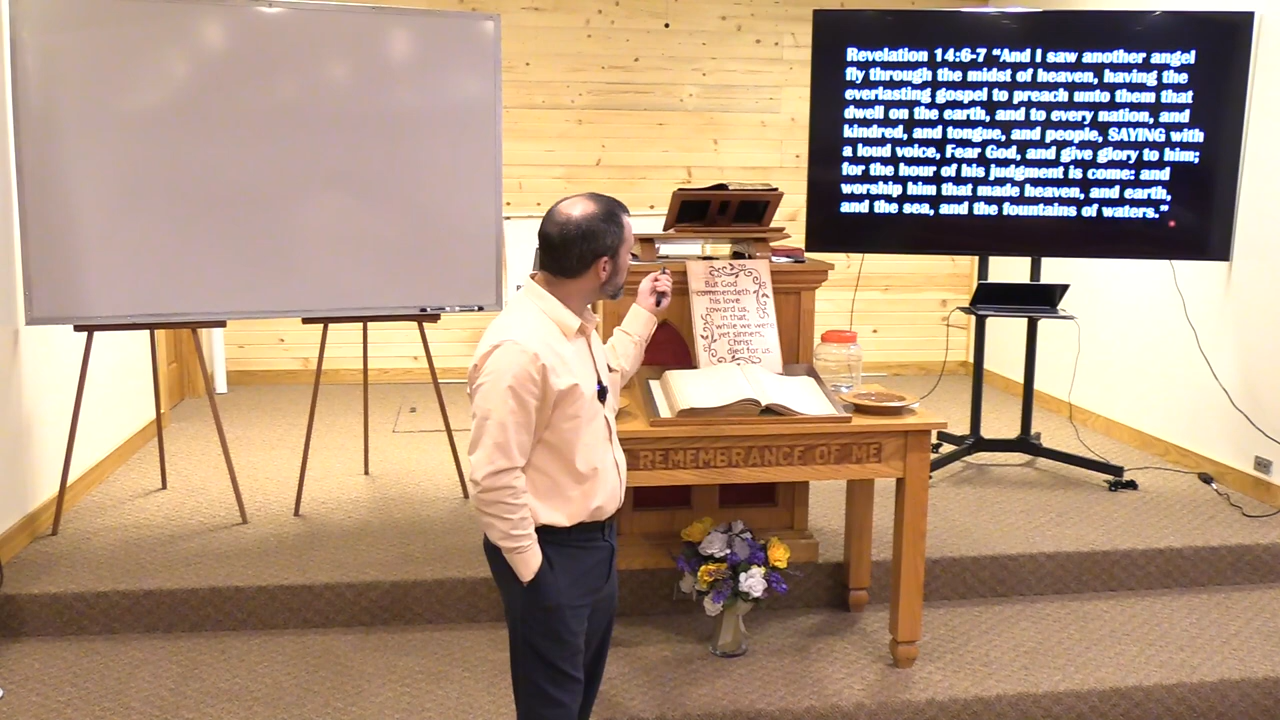 Revelation 14:6-7 “And I saw another angel
fly through the midst of heaven, having the
everlasting gospel to preach unto them that
dwell on the earth, and to every nation, and
kindred, and tongue, and people, SAYING with
a loud voice, Fear God, and give glory to him;
for the hour of his judgment is come: and
worship him that made heaven, and earth,
and the sea, and the fountains of waters.”
But God
commendeth
his love
toward us,
in that,
while we were
yet sinners,
Christ
died for us.
REMEMBRANCE OF ME